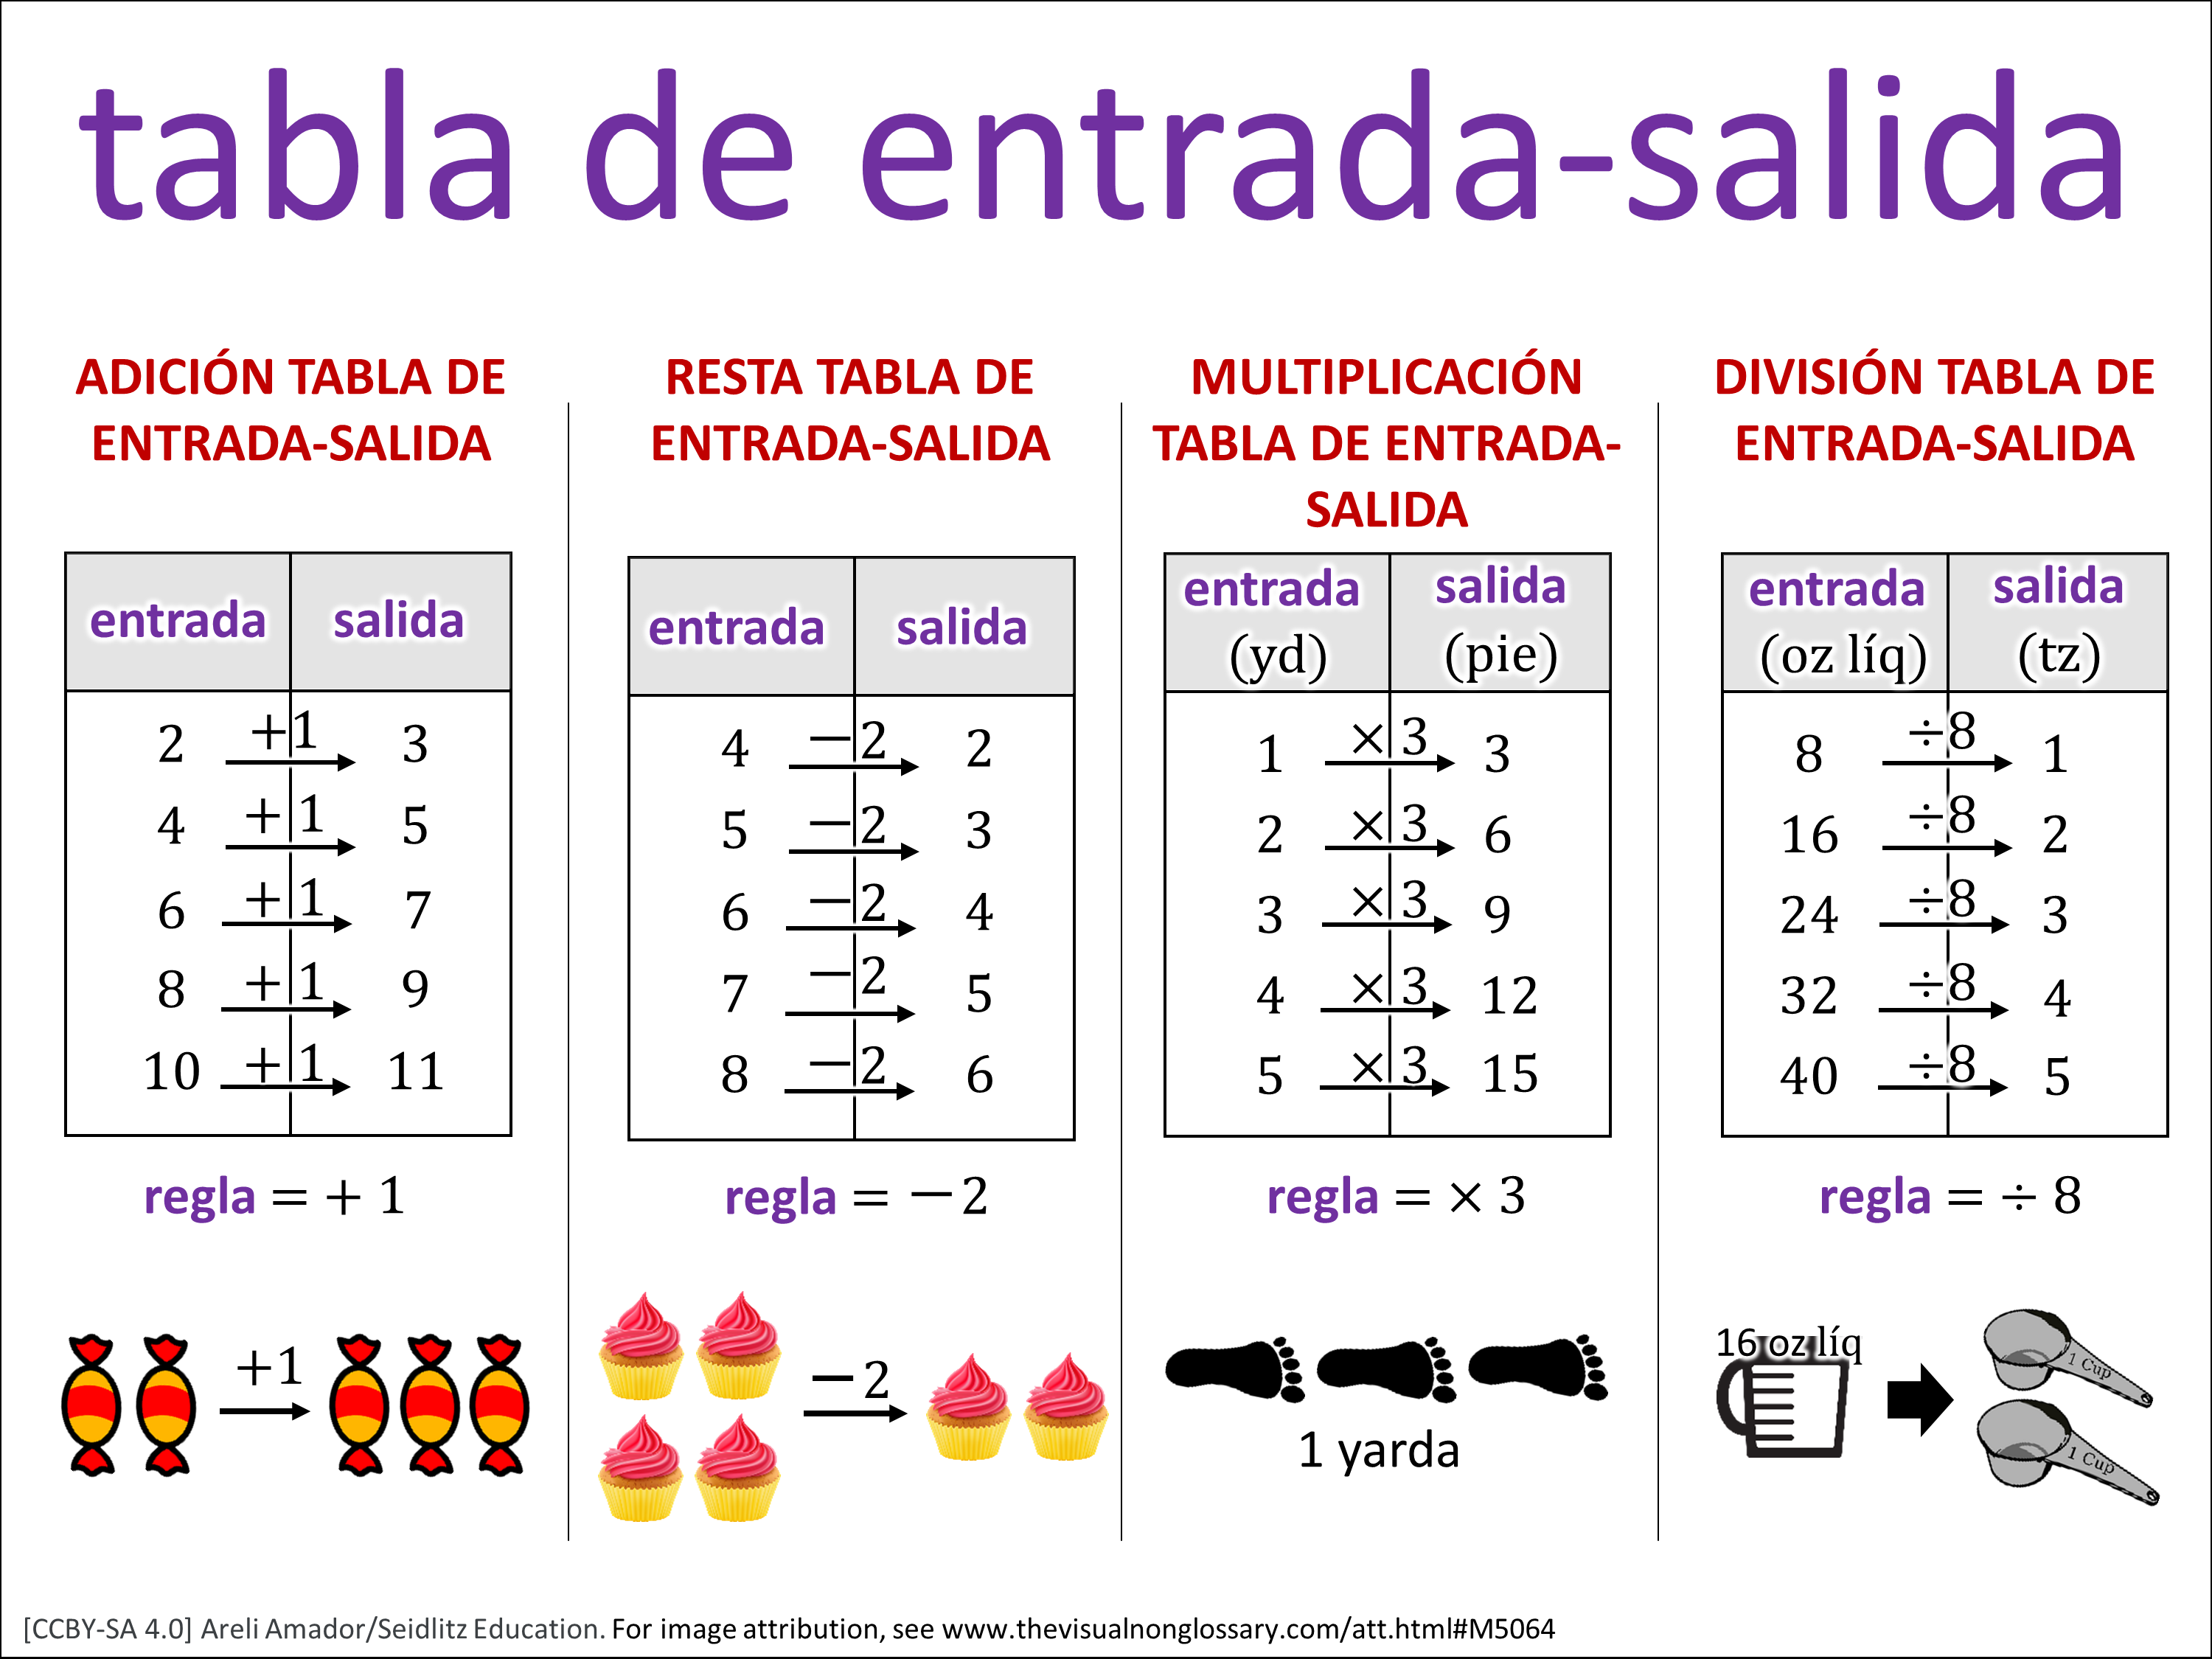 tabla de entrada-salida
ADICIÓN TABLA DE
ENTRADA-SALIDA
entrada salida
2 +1 3
4 +1 5
6 +1 7
8 +1 9
10 +1 11
regla = + 1
+1
RESTA TABLA DE
ENTRADA-SALIDA
entrada salida
4 −2 2
5 −2 3
6 −2 4
7 −2 5
8 −2 6
regla = −2
−2
MULTIPLICACIÓN
TABLA DE ENTRADA-
SALIDA
entrada salida
(yd) (pie)
1 × 3 3
2 × 3 6
3 × 3 9
4 × 3 12
5 × 3 15
regla = × 3
1 yarda
DIVISIÓN TABLA DE
ENTRADA-SALIDA
entrada salida
(oz líq) (tz)
8 ÷8 1
16 ÷8 2
24 ÷8 3
32 ÷8 4
40 ÷8 5
regla = ÷ 8
16 oz líq
1 Cup
1 Cup
[CCBY-SA 4.0] Areli Amador/Seidlitz Education. For image attribution, see www.thevisualnonglossary.com/att.html#M5064